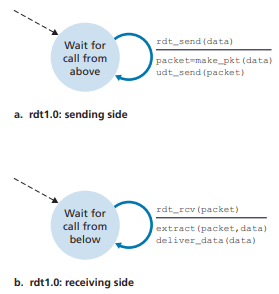 Wait for
call from
above
rdt_send(data)
packet=make_pkt(data)
udt_send(packet)
a. rdt1.0: sending side
Wait for
call from
below
rdt_rcv(packet)
extract(packet,data)
deliver_data(data)
b. rdt1.0: receiving side